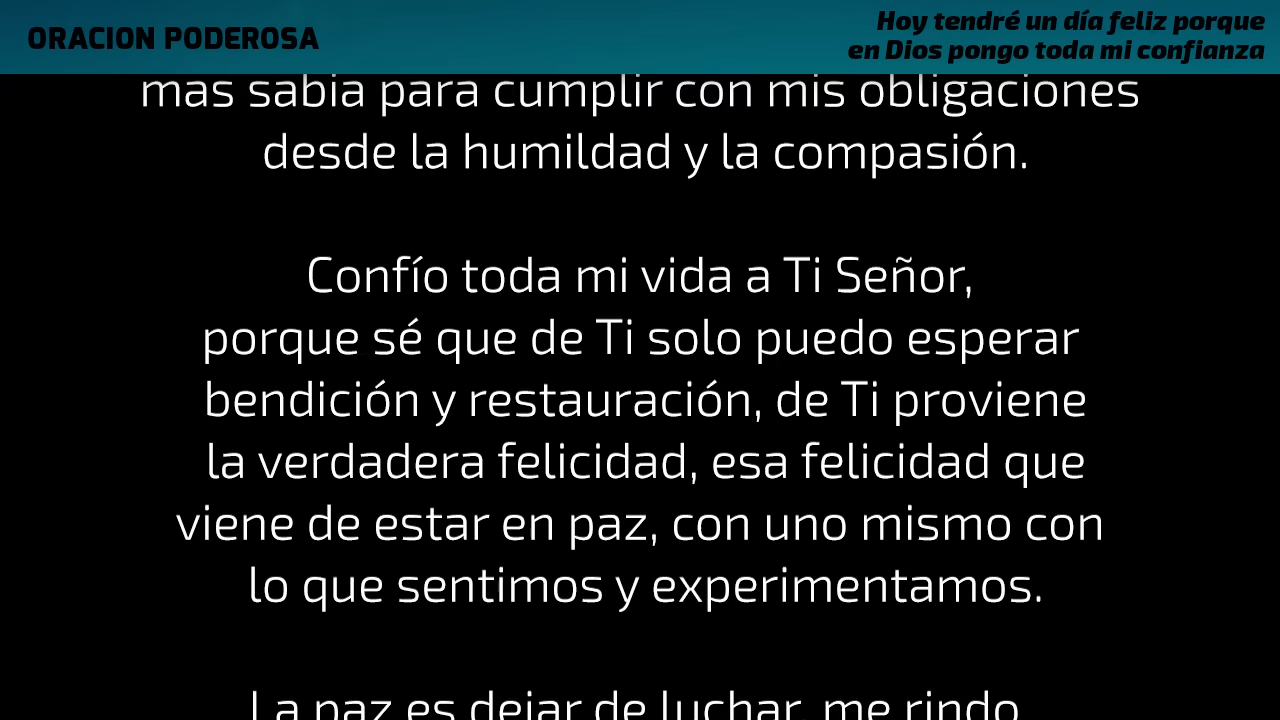 ORACION PODEROSA
Hoy tendré un día feliz porque
en Dios pongo toda mi confianza
mas sabia para cumplir con mis obligaciones
desde la humildad y la compasión.
Confío toda mi vida a Ti Señor,
porque sé que de Ti solo puedo esperar
bendición y restauración, de Ti proviene
la verdadera felicidad, esa felicidad que
viene de estar en paz, con uno mismo con
lo que sentimos y experimentamos.
La paz es dejar de luchar, me rindo